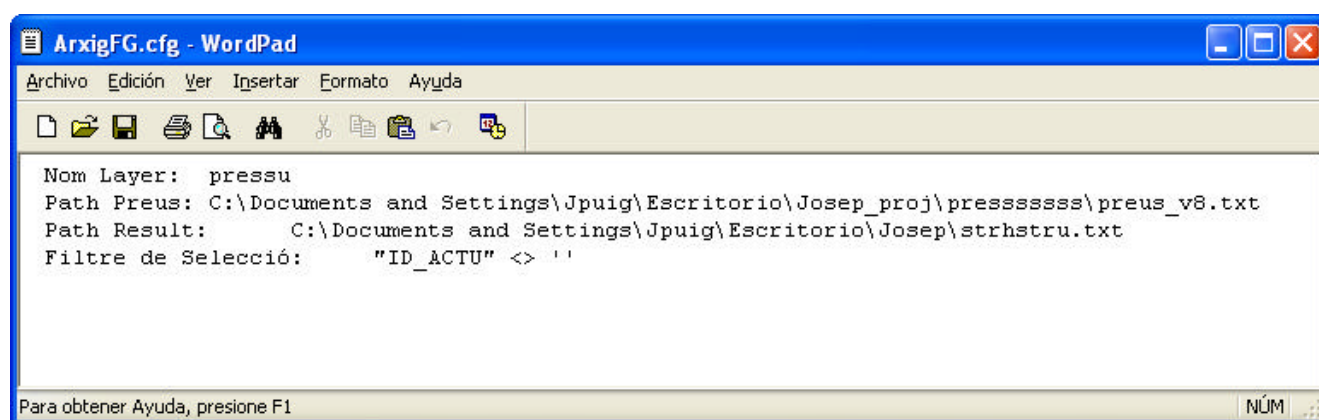 ArxigFG.cfg - WordPad
Archivo Edición Ver Insertar Formato Ayuda
Nom Layer: pressu
Path Preus: C:\Documents and Settings\Jpuig\Escritorio\Josep_proj\presssssss\preus_v8.txt
Path Result: C:\Documents and Settings\Jpuig\Escritorio\Josep\strhstru.txt
Filtre de Selecció: "ID_ACTU" <> ''
Para obtener Ayuda, presione F1 NÚM